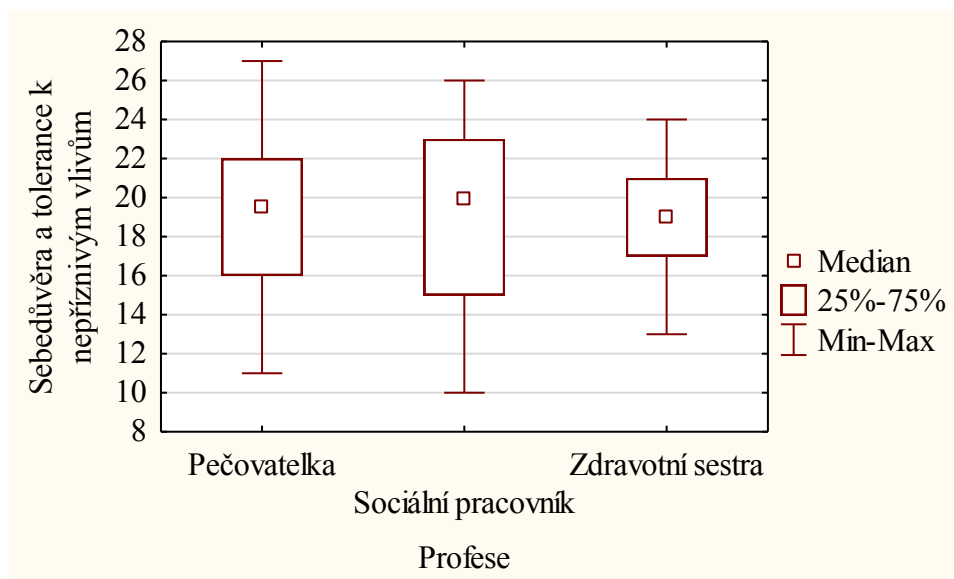 Sebedůvěra a tolerance k
nepříznivým vlivům
28
26
24
22
20
18
16
14
12
10
8
Pečovatelka
Sociální pracovník
Zdravotní sestra
Profese
Median
25%-75%
Min-Max